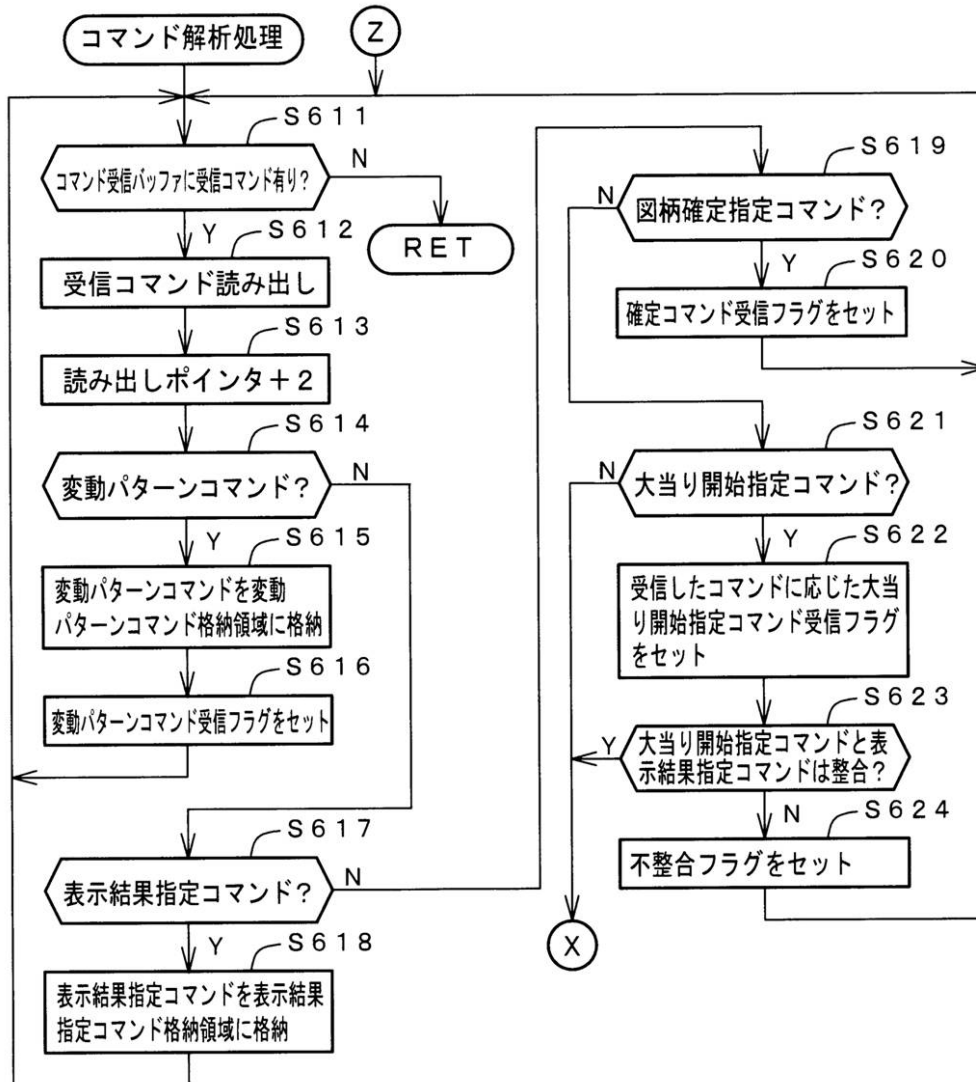 コマンド解析処理
Z
S611
コマンド受信バッファに受信コマンド有り?
N
Y
RET
S612
受信コマンド読み出し
S613
読み出しポインタ+2
S614
変動パターンコマンド?
N
Y
S615
変動パターンコマンドを変動
パターンコマンド格納領域に格納
S616
変動パターンコマンド受信フラグをセット
S617
表示結果指定コマンド?
N
Y
S618
表示結果指定コマンドを表示結果
指定コマンド格納領域に格納
S619
図柄確定指定コマンド?
N
Y
S620
確定コマンド受信フラグをセット
S621
大当り開始指定コマンド?
N
Y
S622
受信したコマンドに応じた大当
り開始指定コマンド受信フラグ
をセット
S623
大当り開始指定コマンドと表
示結果指定コマンドは整合?
Y
N
S624
不整合フラグをセット
X